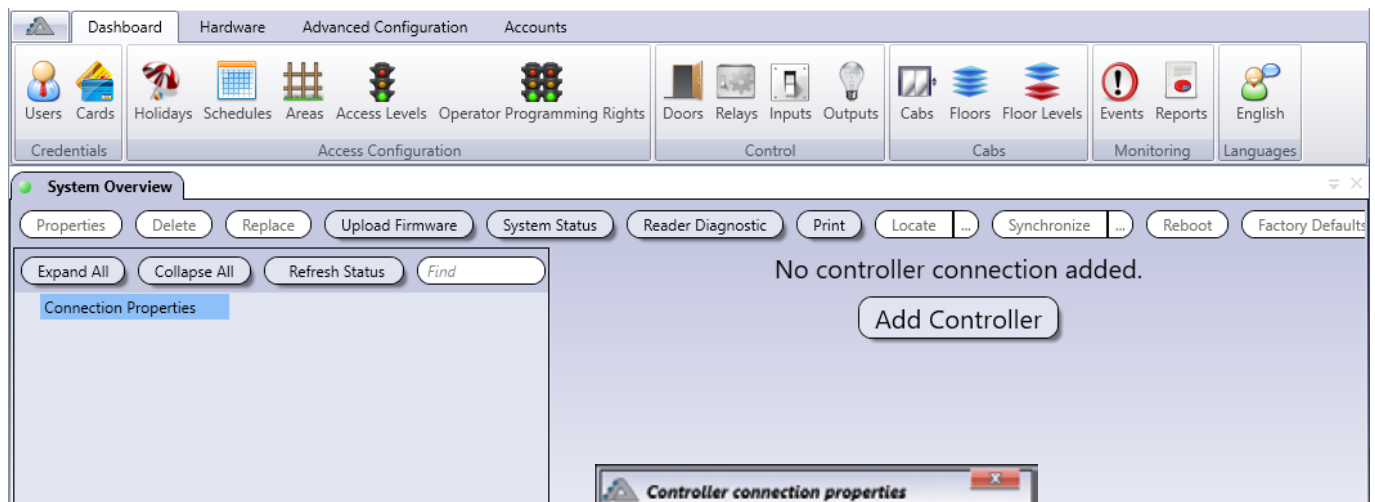 Dashboard Hardware Advanced Configuration Accounts
Users Cards Holidays Schedules Areas Access Levels Operator Programming Rights Doors Relays Inputs Outputs Cabs Floors Floor Levels Events Reports English
Credentials Access Configuration Control Cabs Monitoring Languages
System Overview
Properties Delete Replace Upload Firmware System Status Reader Diagnostic Print Locate ... Synchronize ... Reboot Factory Defaults
Expand All Collapse All Refresh Status Find
No controller connection added.
Connection Properties
Add Controller
Controller connection properties